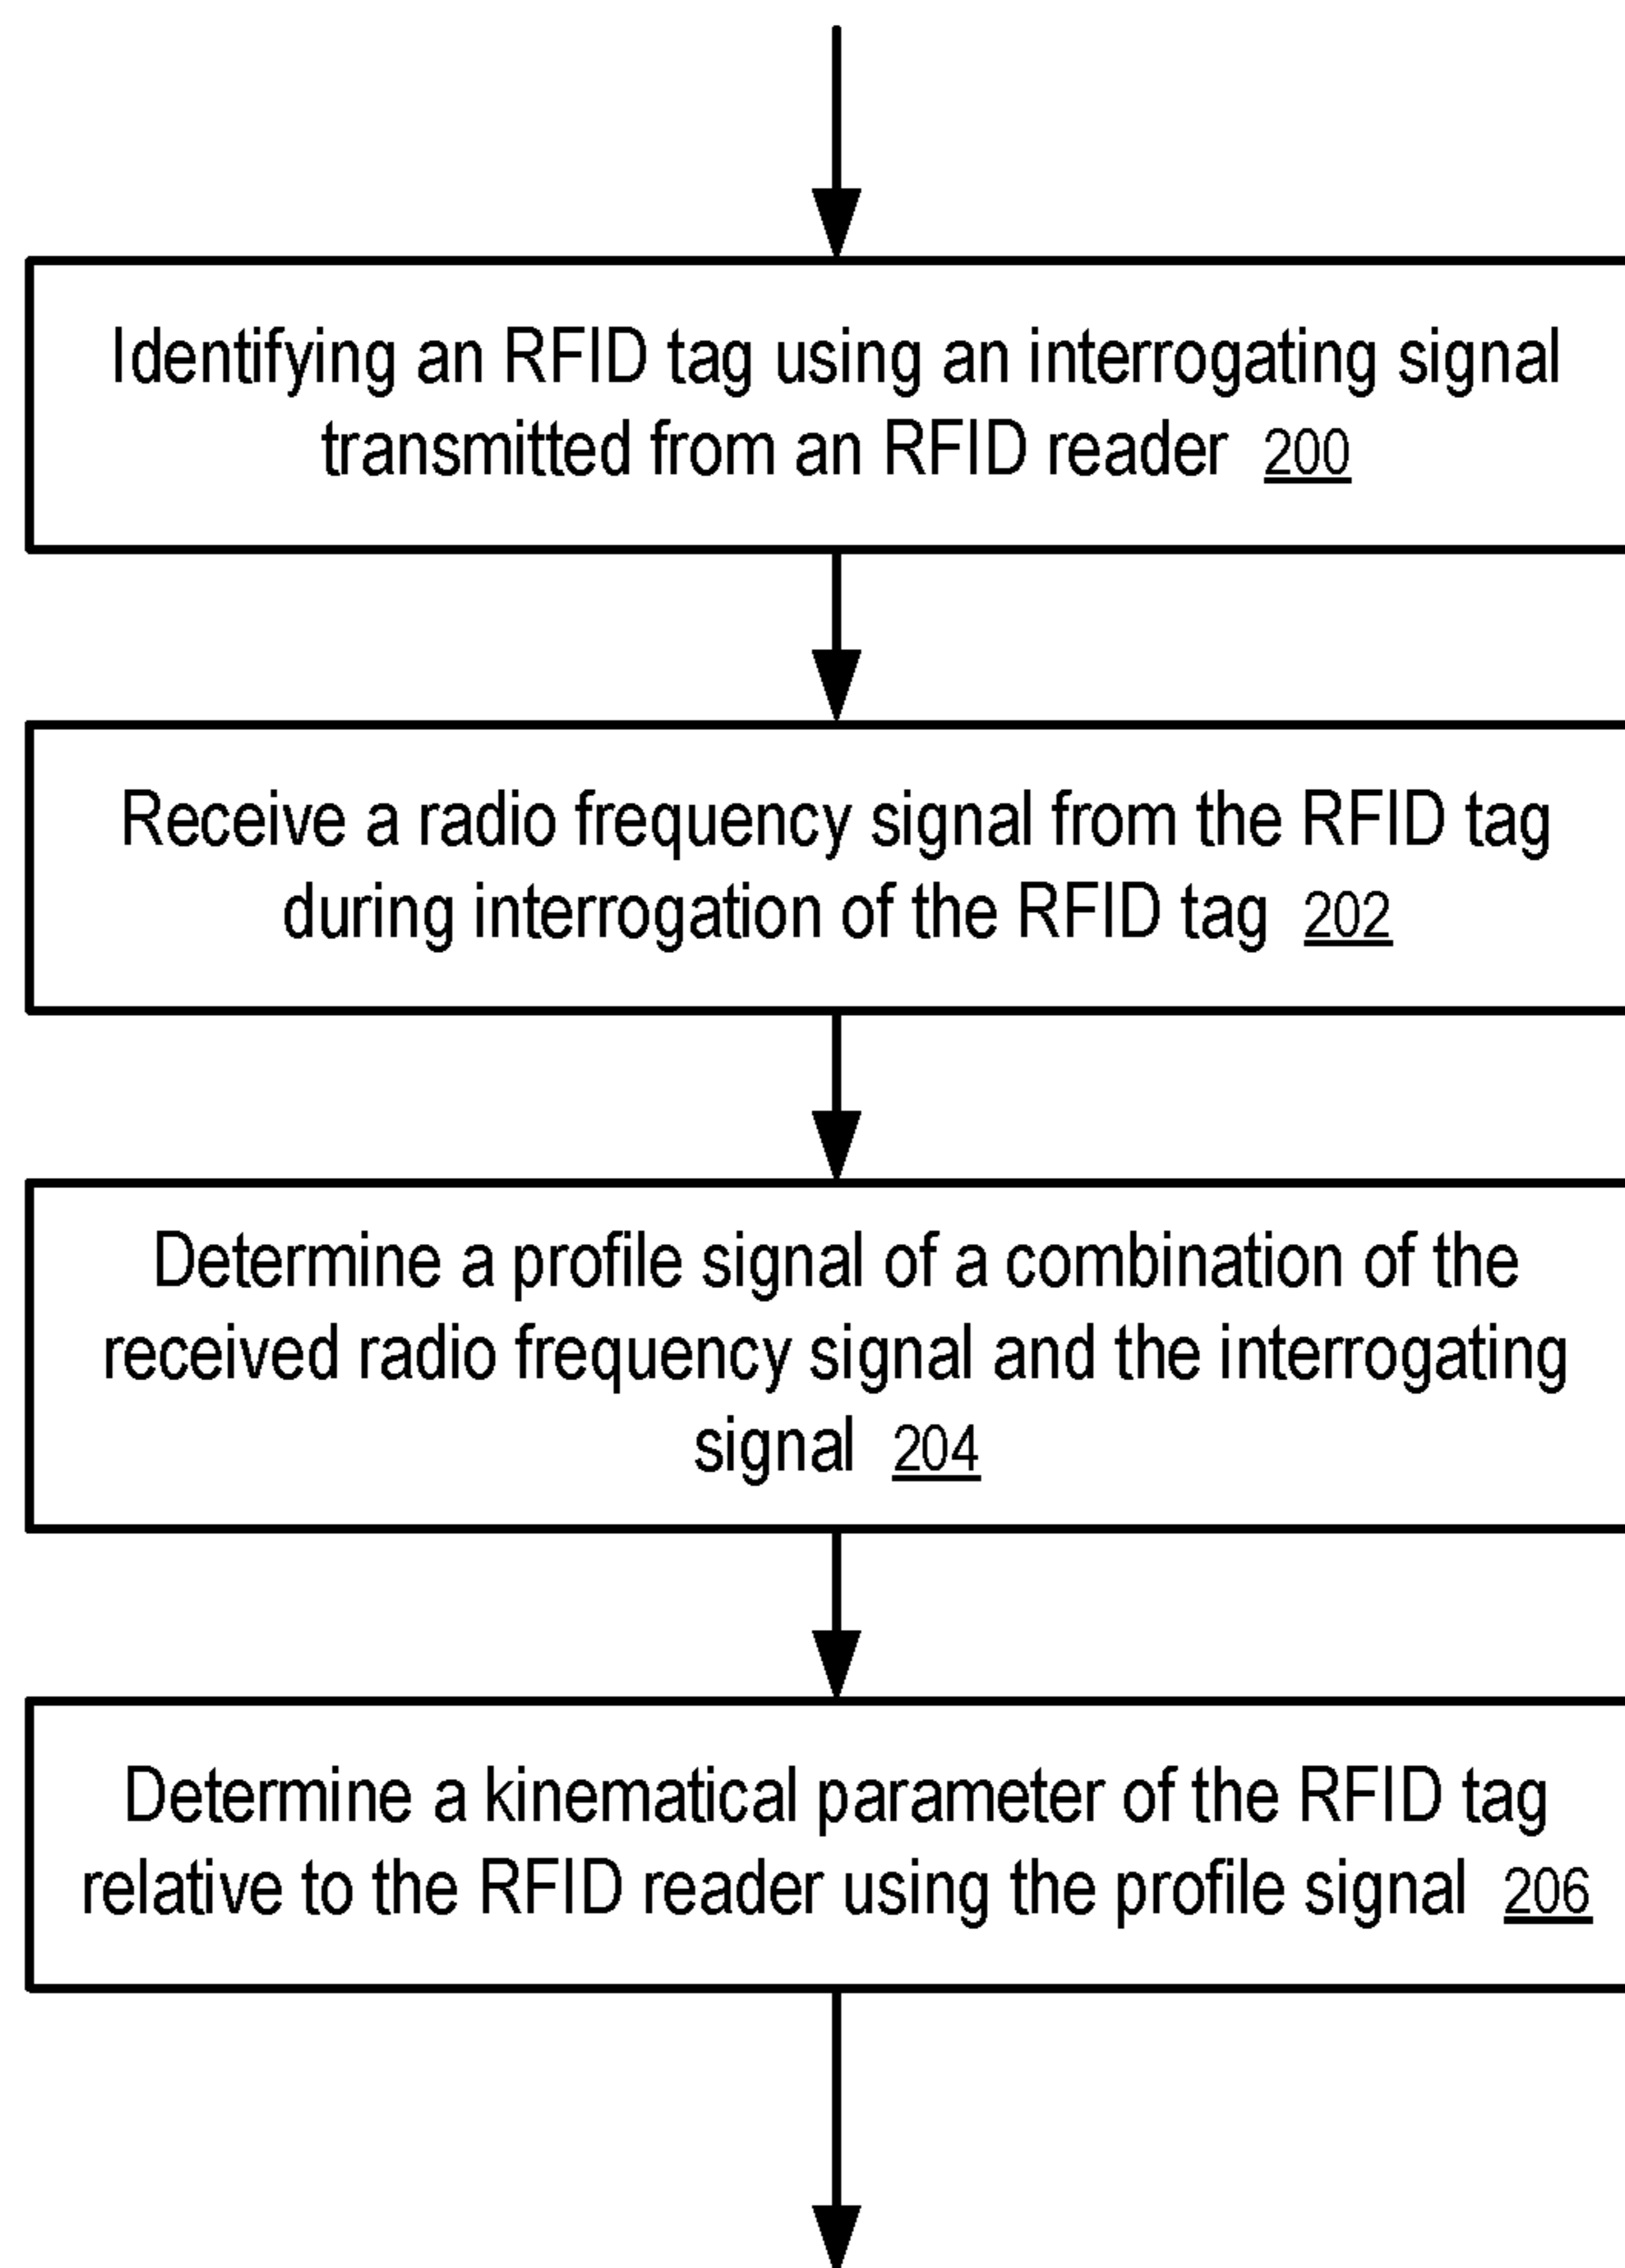 Identifying an RFID tag using an interrogating signal
transmitted from an RFID reader 200
Receive a radio frequency signal from the RFID tag
during interrogation of the RFID tag 202
Determine a profile signal of a combination of the
received radio frequency signal and the interrogating
signal 204
Determine a kinematical parameter of the RFID tag
relative to the RFID reader using the profile signal 206